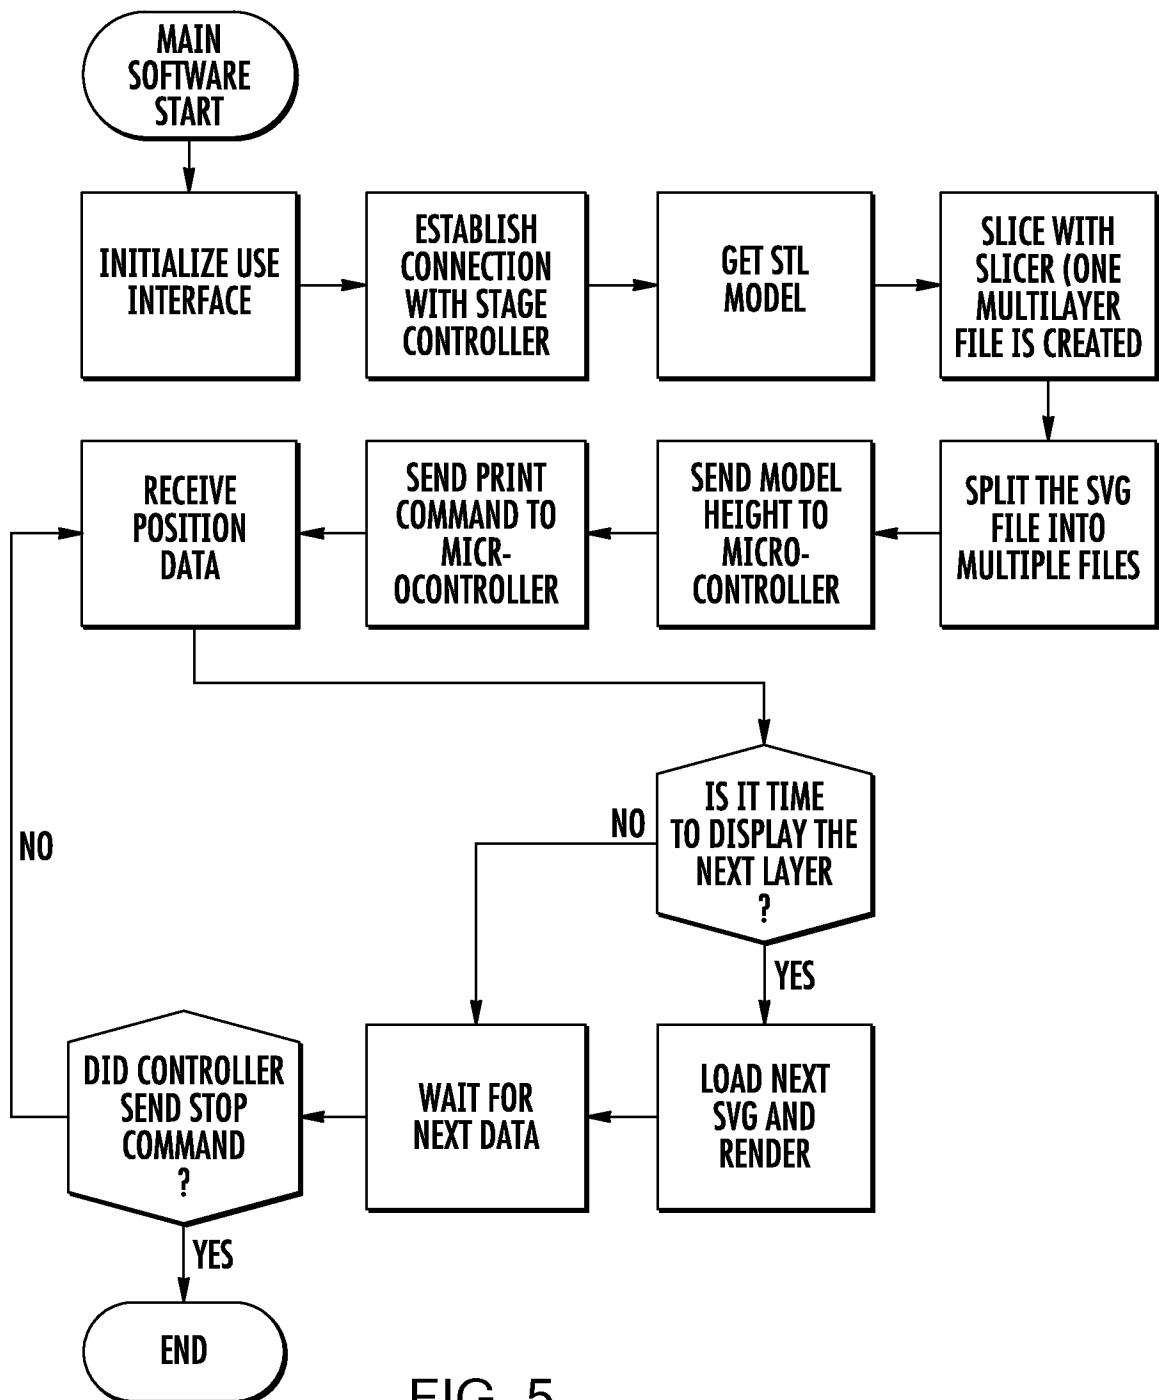 MAIN
SOFTWARE
START
INITIALIZE USE
INTERFACE
ESTABLISH
CONNECTION
WITH STAGE
CONTROLLER
GET STL
MODEL
SLICE WITH
SLICER (ONE
MULTILAYER
FILE IS CREATED
RECEIVE
POSITION
DATA
SEND PRINT
COMMAND TO
MICR-
OCONTROLLER
SEND MODEL
HEIGHT TO
MICRO-
CONTROLLER
SPLIT THE SVG
FILE INTO
MULTIPLE FILES
IS IT TIME
TO DISPLAY THE
NEXT LAYER
?
NO
NO
YES
DID CONTROLLER
SEND STOP
COMMAND
?
WAIT FOR
NEXT DATA
LOAD NEXT
SVG AND
RENDER
YES
END
FIG. 5